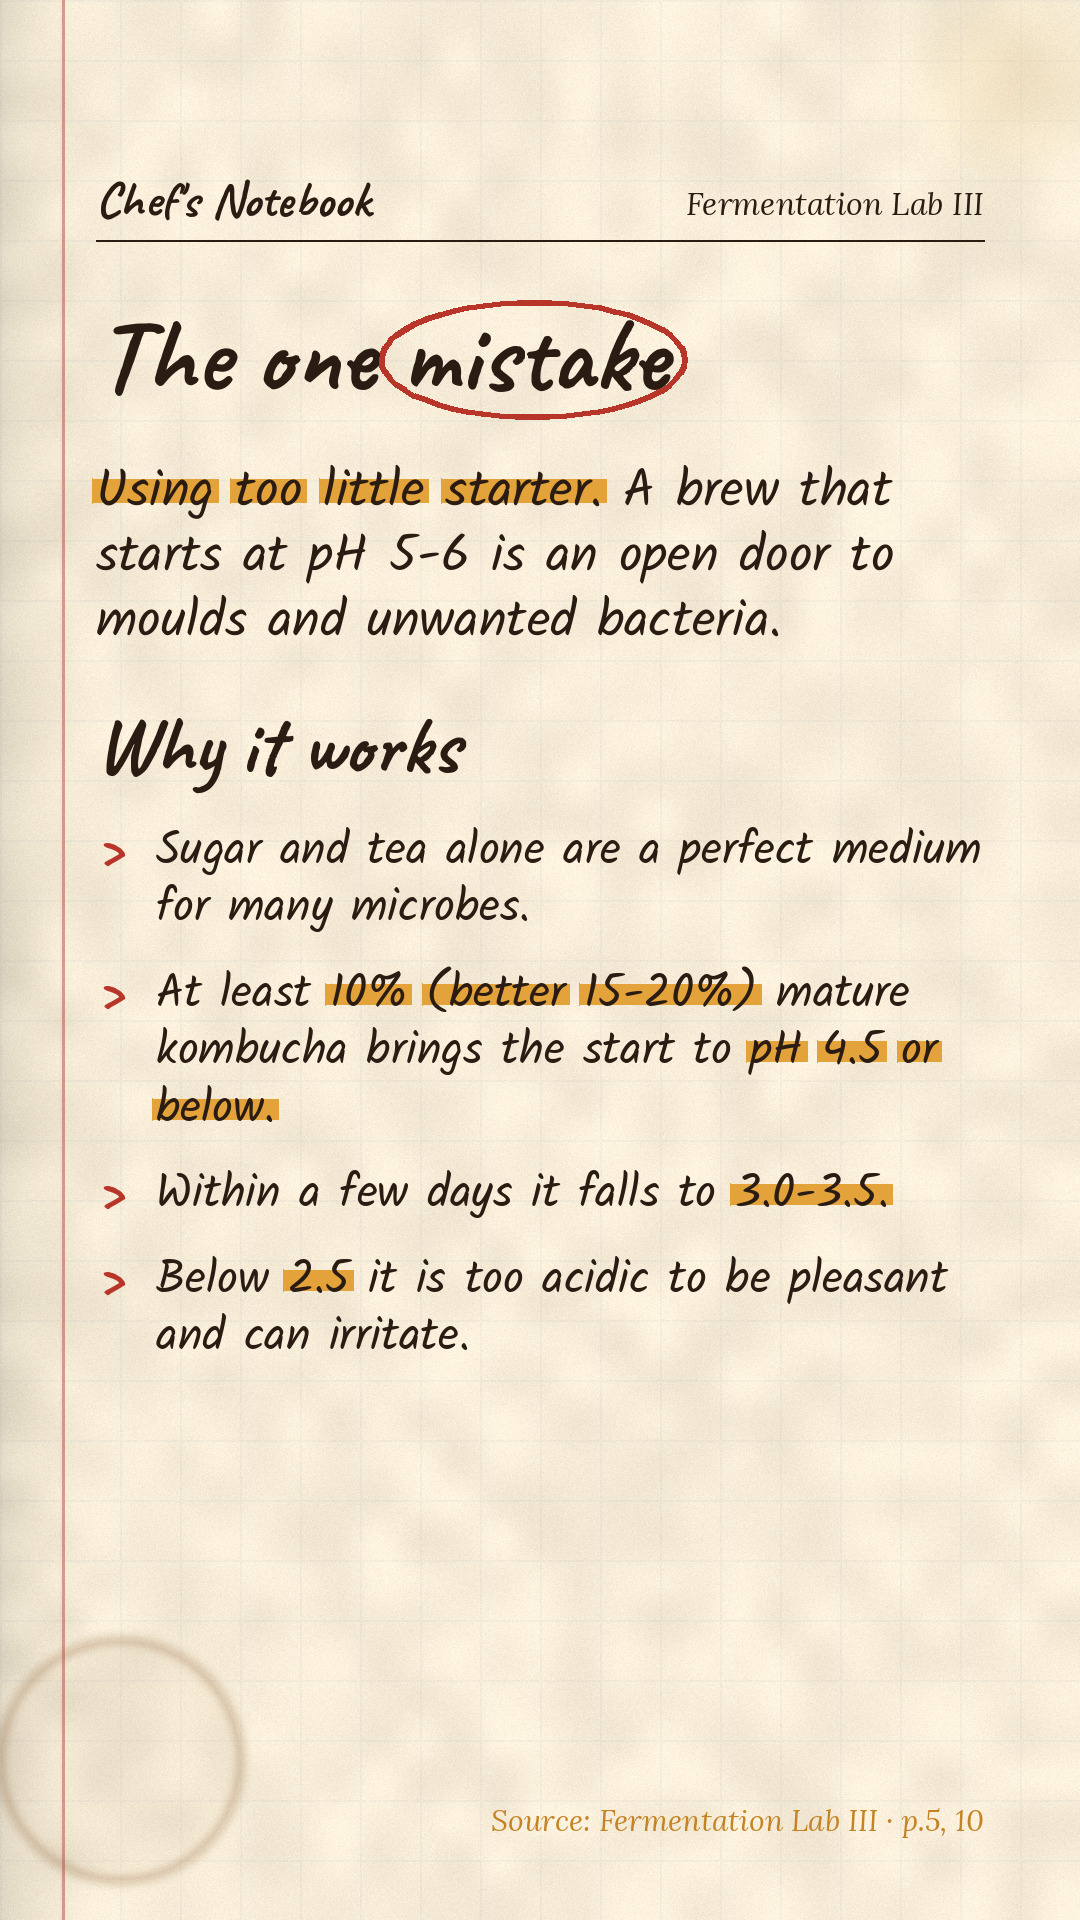 Chef's Notebook
Fermentation Lab III
The one mistake
Using too little starter. A brew that
starts at pH 5-6 is an open door to
moulds and unwanted bacteria.
Why it works
> Sugar and tea alone are a perfect medium
for many microbes.
> At least 10% (better 15-20%) mature
kombucha brings the start to pH 4.5 or
below.
> Within a few days it falls to 3.0-3.5.
> Below 2.5 it is too acidic to be pleasant
and can irritate.
Source: Fermentation Lab III · p.5, 10